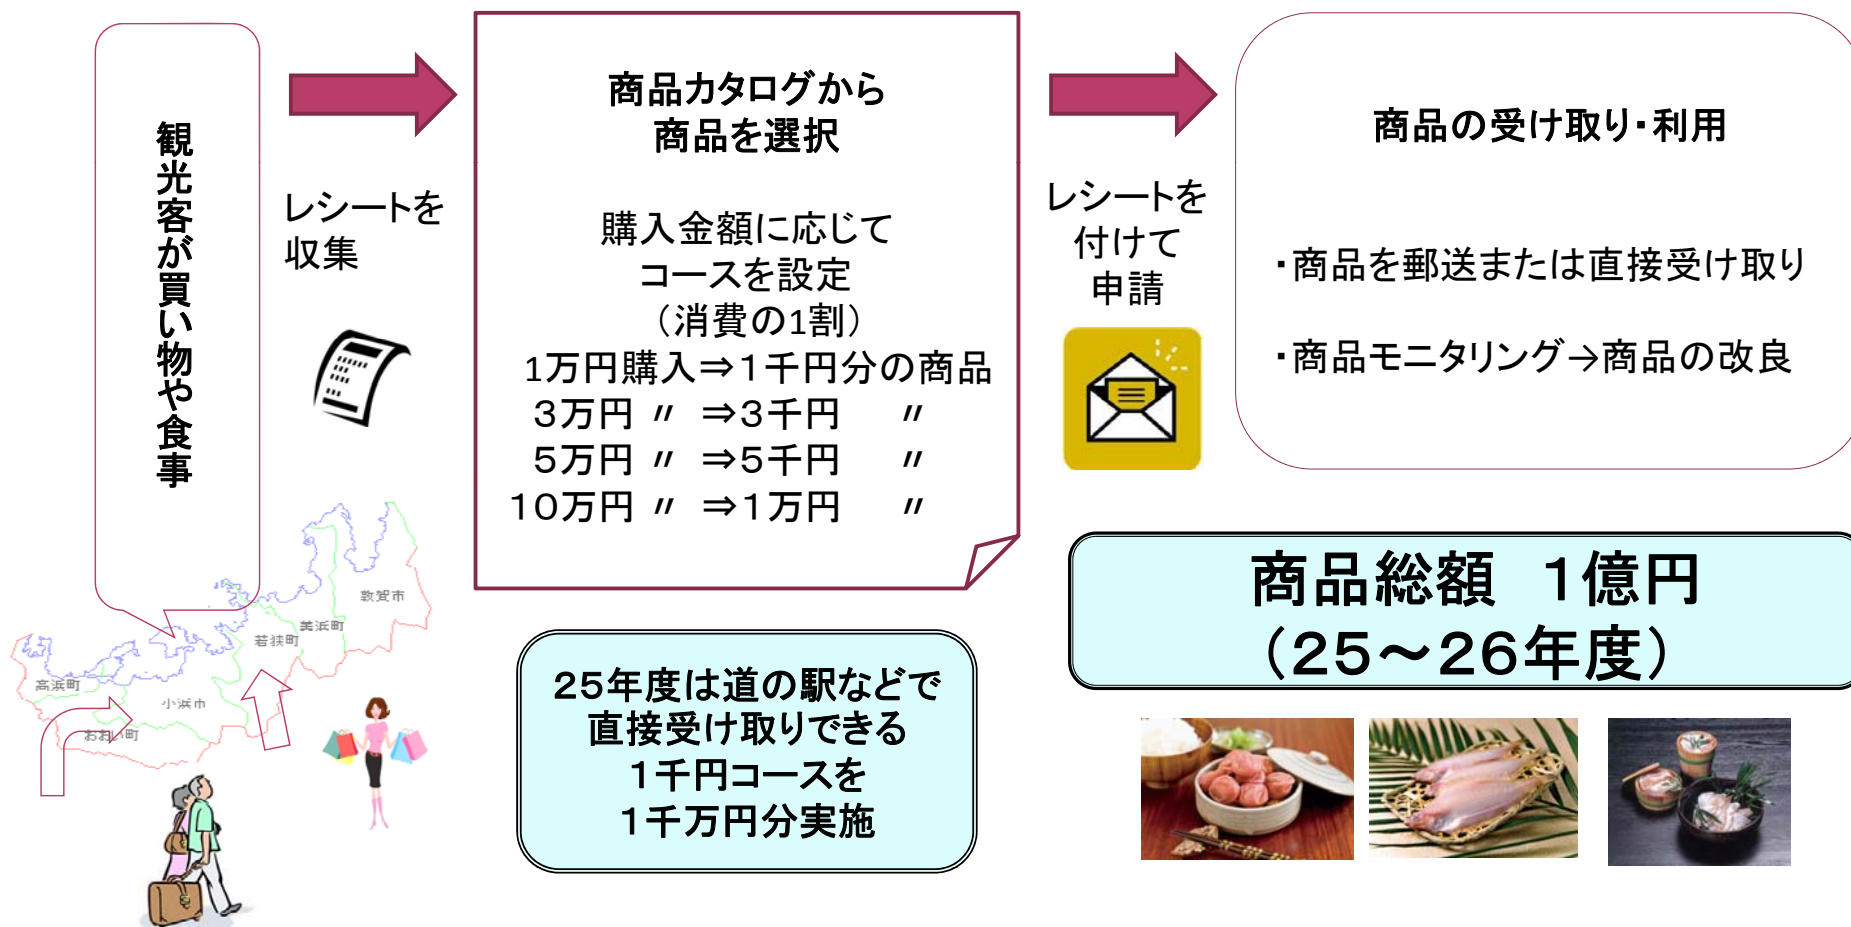 観光客が買い物や食事
レシートを
収集
商品カタログから
商品を選択
購入金額に応じて
コースを設定
（消費の1割）
1万円購入⇒１千円分の商品
３万円 〃 ⇒３千円 〃
５万円 〃 ⇒５千円 〃
１０万円 〃 ⇒１万円 〃
レシートを
付けて
申請
商品の受け取り・利用
・商品を郵送または直接受け取り
・商品モニタリング→商品の改良
敦賀市
美浜町
若狭町
高浜町
小浜市
おおい町
２５年度は道の駅などで
直接受け取りできる
１千円コースを
１千万円分実施
商品総額　１億円
（２５～２６年度）